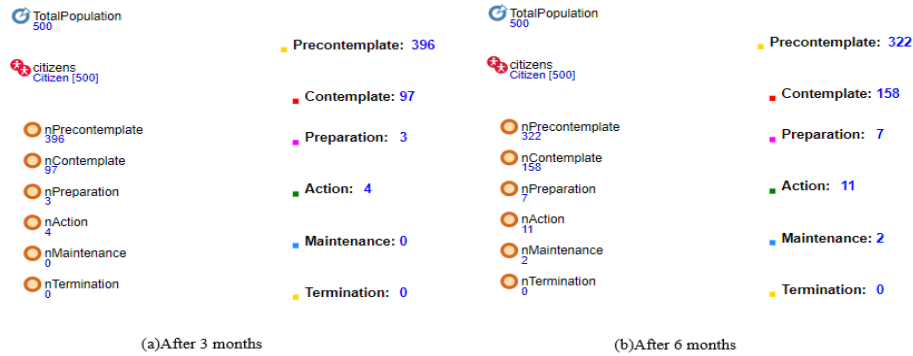 TotalPopulation
500
citizens
Citizen [500]
nPrecontemplate
396
nContemplate
97
nPreparation
3
nAction
4
nMaintenance
0
nTermination
0
Precontemplate: 396
Contemplate: 97
Preparation: 3
Action: 4
Maintenance: 0
Termination: 0
(a)After 3 months
TotalPopulation
500
citizens
Citizen [500]
nPrecontemplate
322
nContemplate
158
nPreparation
7
nAction
11
nMaintenance
2
nTermination
0
Precontemplate: 322
Contemplate: 158
Preparation: 7
Action: 11
Maintenance: 2
Termination: 0
(b)After 6 months